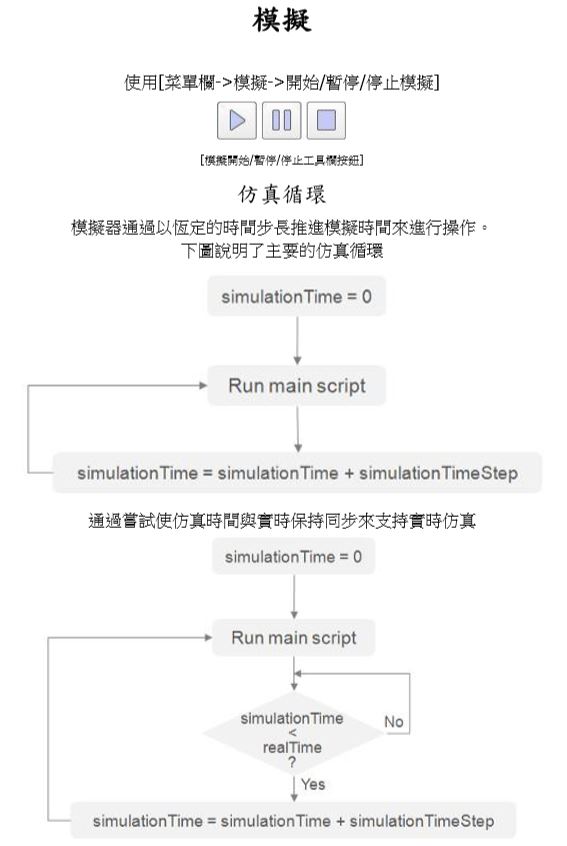 模擬
使用[菜單欄->模擬->開始/暫停/停止模擬]
[模擬開始/暫停/停止工具欄按鈕]
仿真循環
模擬器通過以恆定的時間步長推進模擬時間來進行操作。
下圖說明了主要的仿真循環
simulationTime = 0
Run main script
simulationTime = simulationTime + simulationTimeStep
通過嘗試使仿真時間與實時保持同步來支持實時仿真
simulationTime = 0
Run main script
simulationTime
<
realTime
?
No
Yes
simulationTime = simulationTime + simulationTimeStep